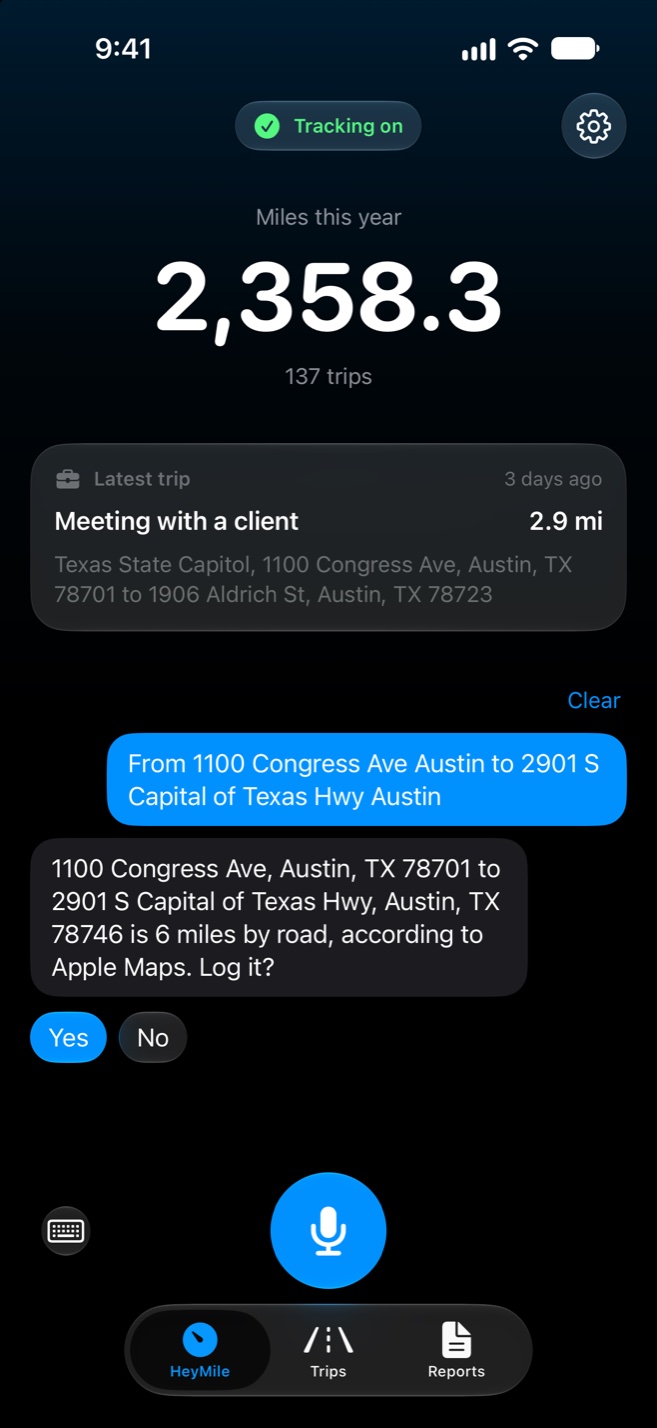 9:41
Tracking on
Miles this year
2,358.3
137 trips
Latest trip
3 days ago
Meeting with a client
2.9 mi
Texas State Capitol, 1100 Congress Ave, Austin, TX
78701 to 1906 Aldrich St, Austin, TX 78723
Clear
From 1100 Congress Ave Austin to 2901 S
Capital of Texas Hwy Austin
1100 Congress Ave, Austin, TX 78701 to
2901 S Capital of Texas Hwy, Austin, TX
78746 is 6 miles by road, according to
Apple Maps. Log it?
Yes
No
HeyMile
Trips
Reports